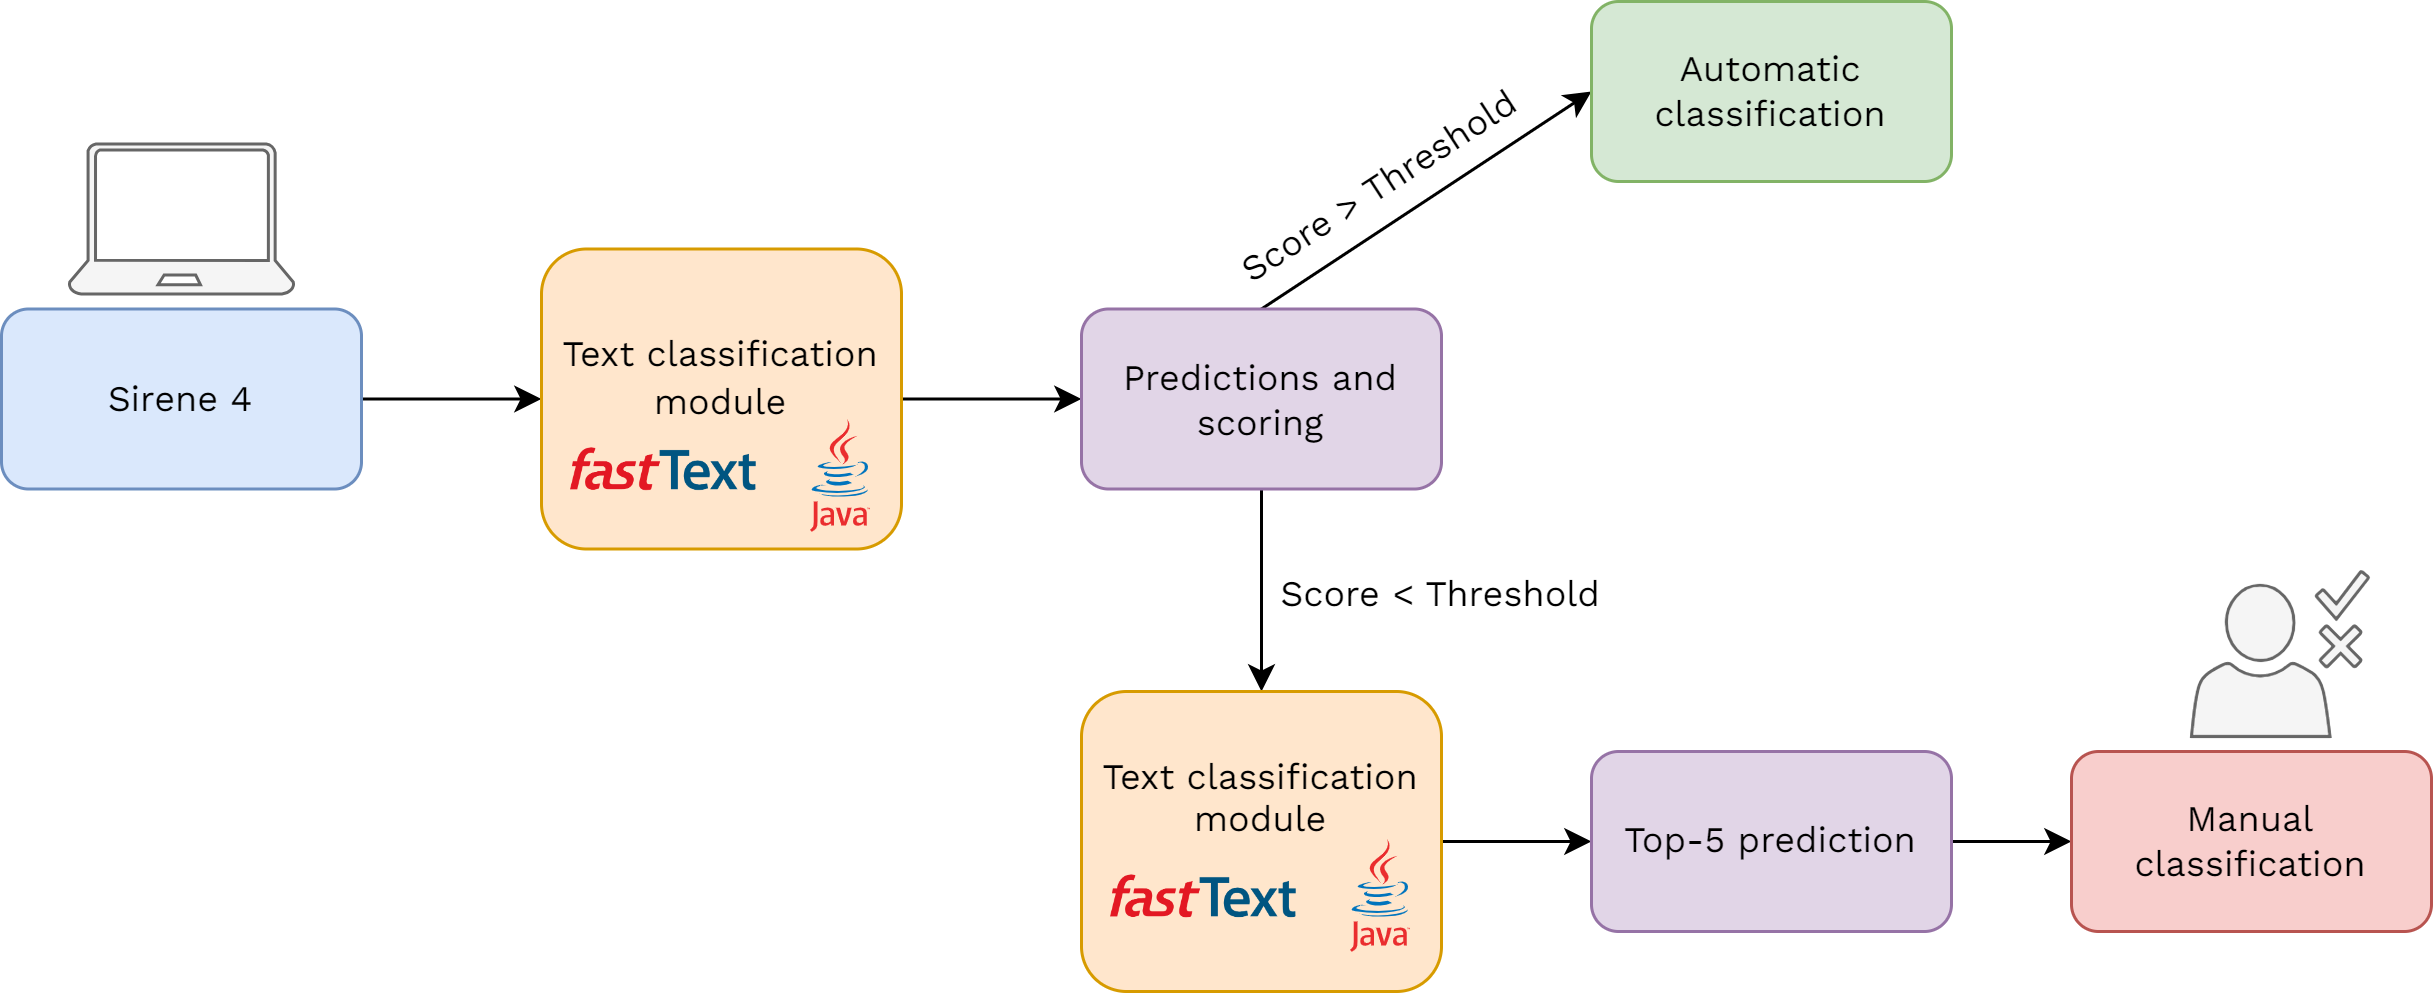 Automatic
classification
Score > Threshold
Sirene 4
Text classification
module
fastText
Java
Predictions and
scoring
Score < Threshold
Text classification
module
fastText
Java
Top-5 prediction
Manual
classification